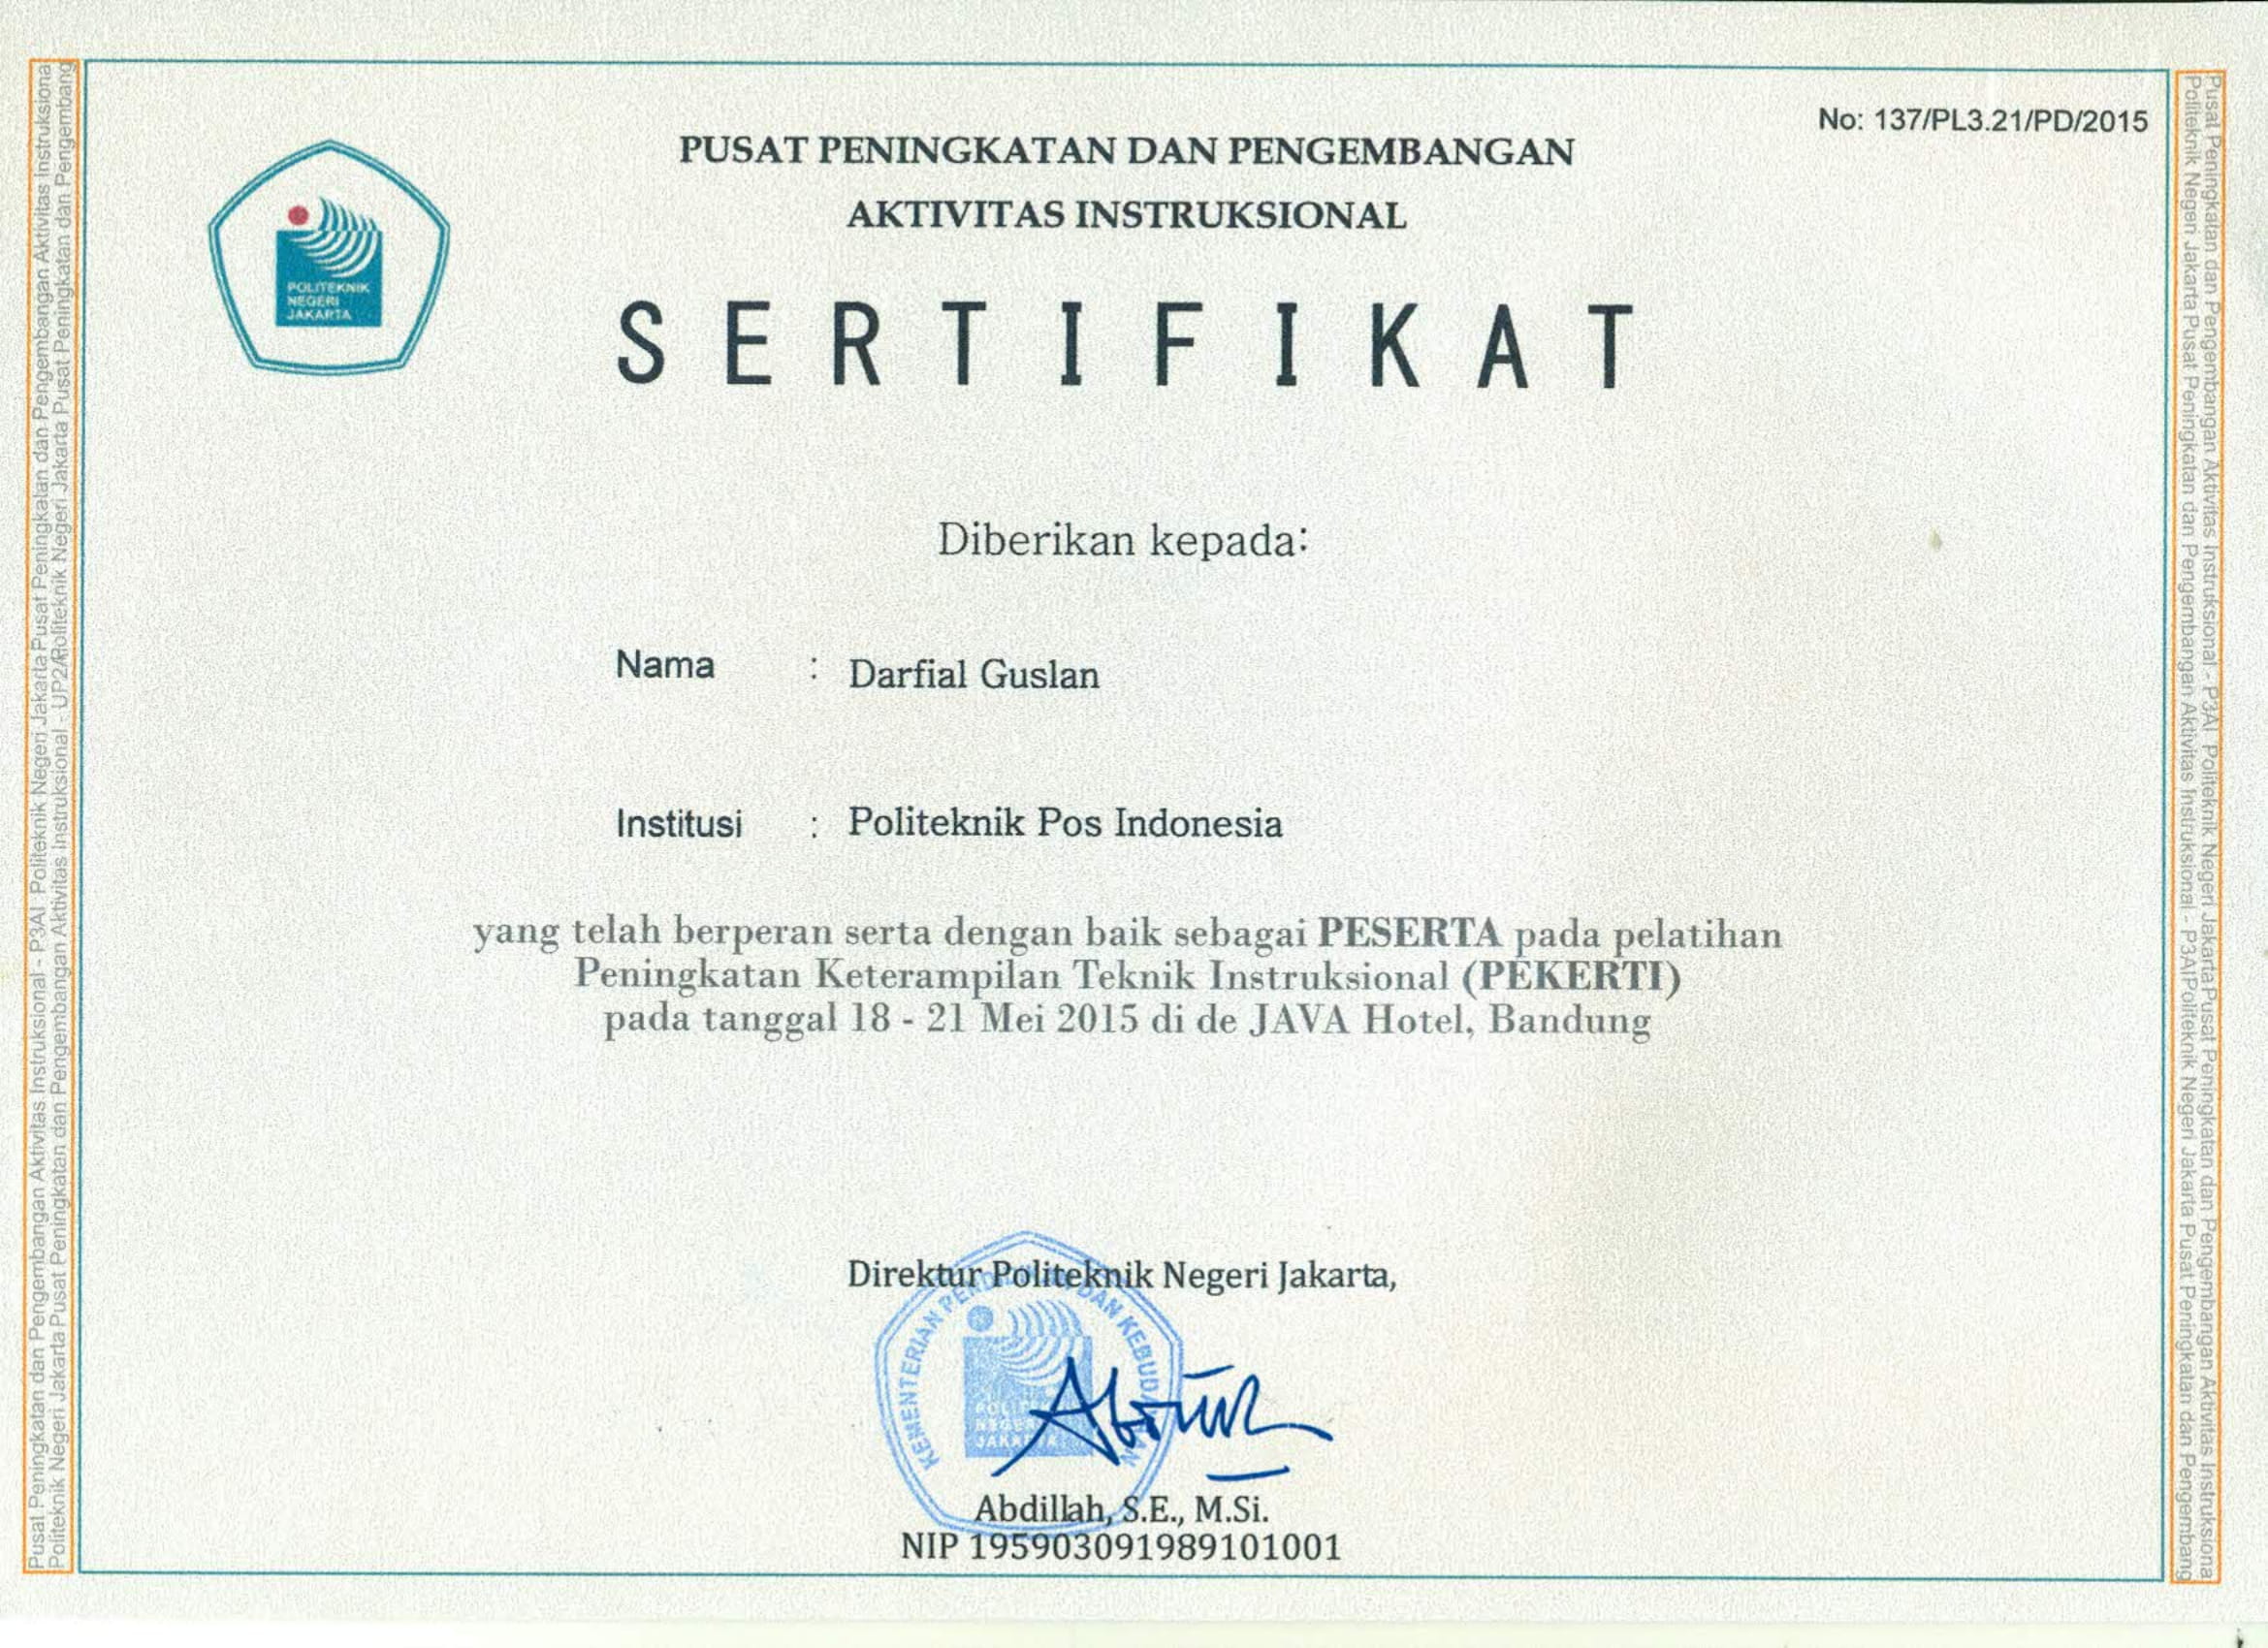 No: 137/PL3.21/PD/2015
PUSAT PENINGKATAN DAN PENGEMBANGAN
AKTIVITAS INSTRUKSIONAL
POLITEKNIK
NEGERI
JAKARTA
SERTIFIKAT
Diberikan kepada:
Nama : Darfial Guslan
Institusi : Politeknik Pos Indonesia
yang telah berperan serta dengan baik sebagai PESERTA pada pelatihan
Peningkatan Keterampilan Teknik Instruksional (PEKERTI)
pada tanggal 18 - 21 Mei 2015 di de JAVA Hotel, Bandung
Direktur Politeknik Negeri Jakarta,
KEMENTERIAN DAN
JAKARTA
Abdillah, S.E., M.Si.
NIP 195903091989101001
Pusat Peningkatan dan Pengembangan Aktivitas Instruksional - P3AI Politeknik Negeri Jakarta Pusat Peningkatan dan Pengembangan Aktivitas Instruksional
Politeknik Negeri Jakarta Pusat Peningkatan dan Pengembangan Aktivitas Instruksional - UP2A Politeknik Negeri Jakarta Pusat Peningkatan dan Pengembang
Pusat Peningkatan dan Pengembangan Aktivitas Instruksional - P3AI Politeknik Negeri Jakarta Pusat Peningkatan dan Pengembangan Aktivitas Instruksiona
Politeknik Negeri Jakarta Pusat Peningkatan dan Pengembangan Aktivitas Instruksional - P3AI Politeknik Negeri Jakarta Pusat Peningkatan dan Pengembang